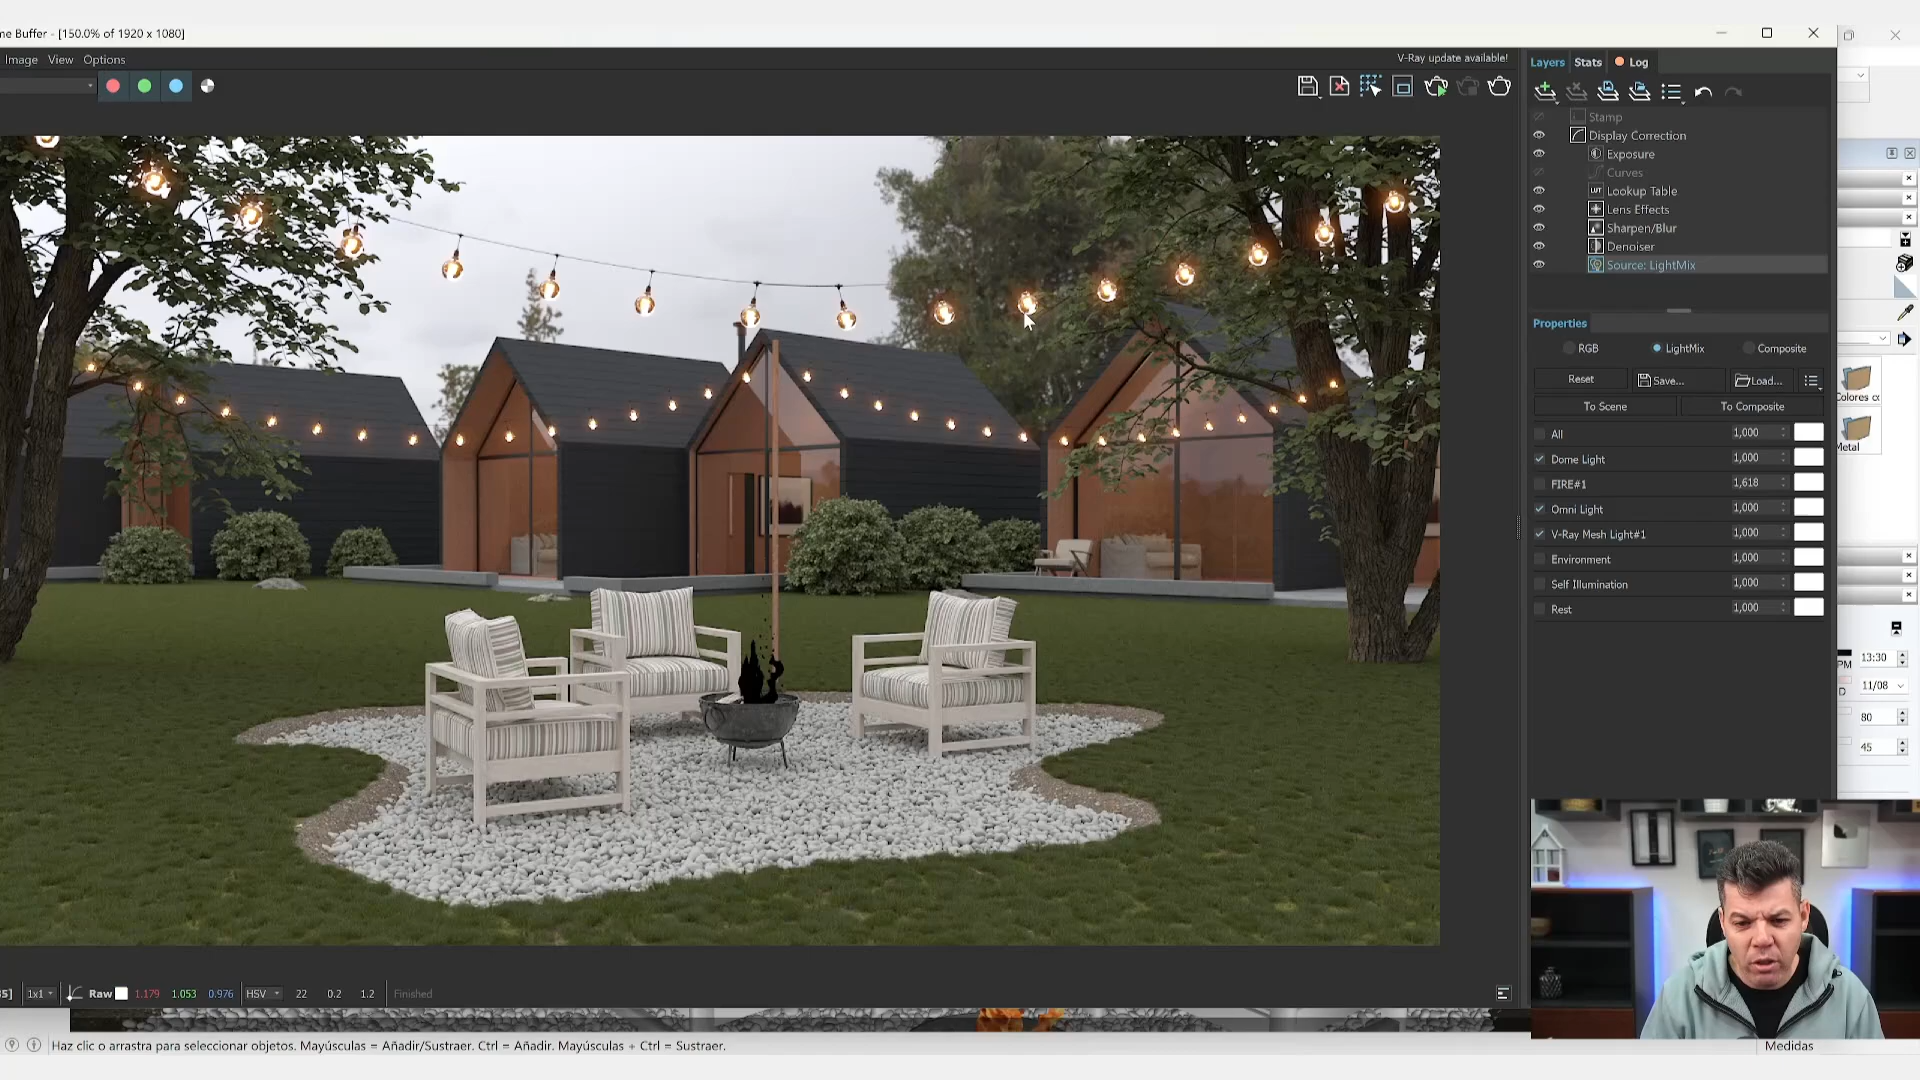 me Buffer - [150.0% of 1920 x 1080]
Image View Options
V-Ray update available!
Layers Stats Log
Stamp
Display Correction
Exposure
Curves
LUT Lookup Table
Lens Effects
Sharpen/Blur
Denoiser
Source: LightMix
Properties
RGB LightMix Composite
Reset Save... Load...
To Scene To Composite
All 1,000
Dome Light 1,000
FIRE#1 1,618
Omni Light 1,000
V-Ray Mesh Light#1 1,000
Environment 1,000
Self Illumination 1,000
Rest 1,000
Colores co
Metal
PM 13:30
D 11/08
80
45
35] 1x1 Raw 1.179 1.053 0.976 HSV 22 0.2 1.2 Finished
Haz clic o arrastra para seleccionar objetos. Mayúsculas = Añadir/Sustraer. Ctrl = Añadir. Mayúsculas + Ctrl = Sustraer.
Medidas